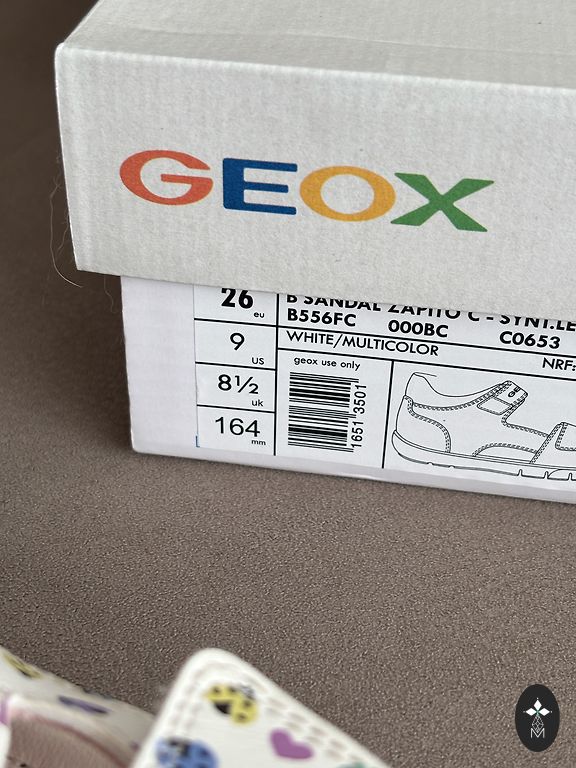 GEOX
26 eu
B SANDAL ZAPITO C - SYNT.LE
B556FC 000BC C0653
9 US
WHITE/MULTICOLOR
NRF:
geox use only
8½ uk
164 mm
1651 3501
GEOX
M